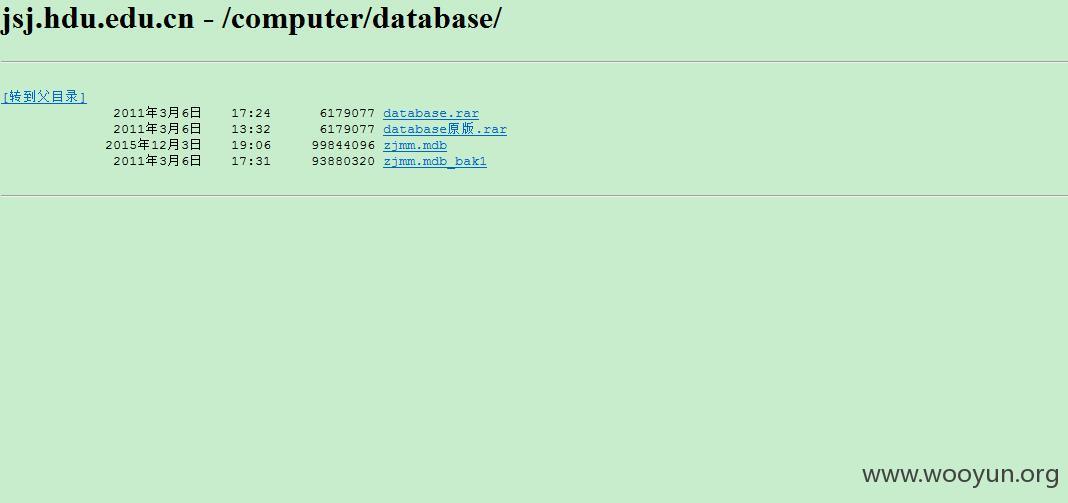 jsj.hdu.edu.cn - /computer/database/
[转到父目录]
2011年3月6日 17:24 6179077 database.rar
2011年3月6日 13:32 6179077 database原版.rar
2015年12月3日 19:06 99844096 zjmm.mdb
2011年3月6日 17:31 93880320 zjmm.mdb_bak1
www.wooyun.org